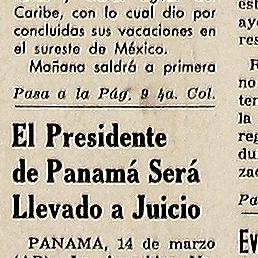 Caribe, con lo cual dio por
concluidas sus vacaciones en
el sureste de México.
Mañana saldrá a primera
Pasa a la Pág. 9 4a. Col.
El Presidente
de Panamá Será
Llevado a Juicio
PANAMA, 14 de marzo